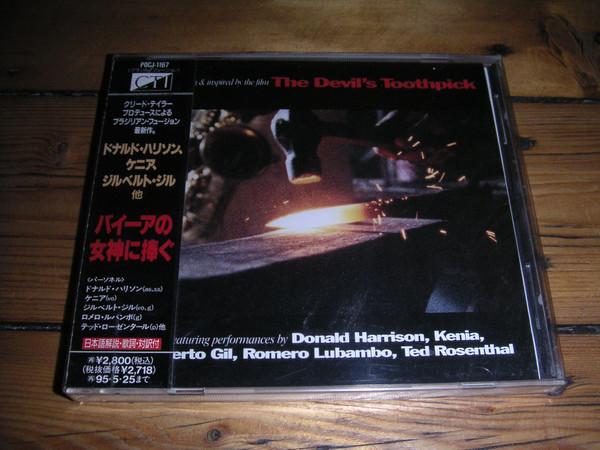 POCJ-1167
CTI
クリード・テイラー
プロデュースによる
ブラジリアン・フュージョン
最新作。
ドナルド・ハリソン、
ケニア、
ジルベルト・ジル
他
バイーアの
女神に捧ぐ
〈パーソネル〉
ドナルド・ハリソン(as,ss)
ケニア(vo)
ジルベルト・ジル(vo,g)
ロメロ・ルバンボ(g)
テッド・ローゼンタール(p)他
日本語解説・歌詞・対訳付
¥2,800(税込)
(税抜価格¥2,718)
95・5・25まで
& inspired by the film The Devil's Toothpick
featuring performances by Donald Harrison, Kenia,
erto Gil, Romero Lubambo, Ted Rosenthal